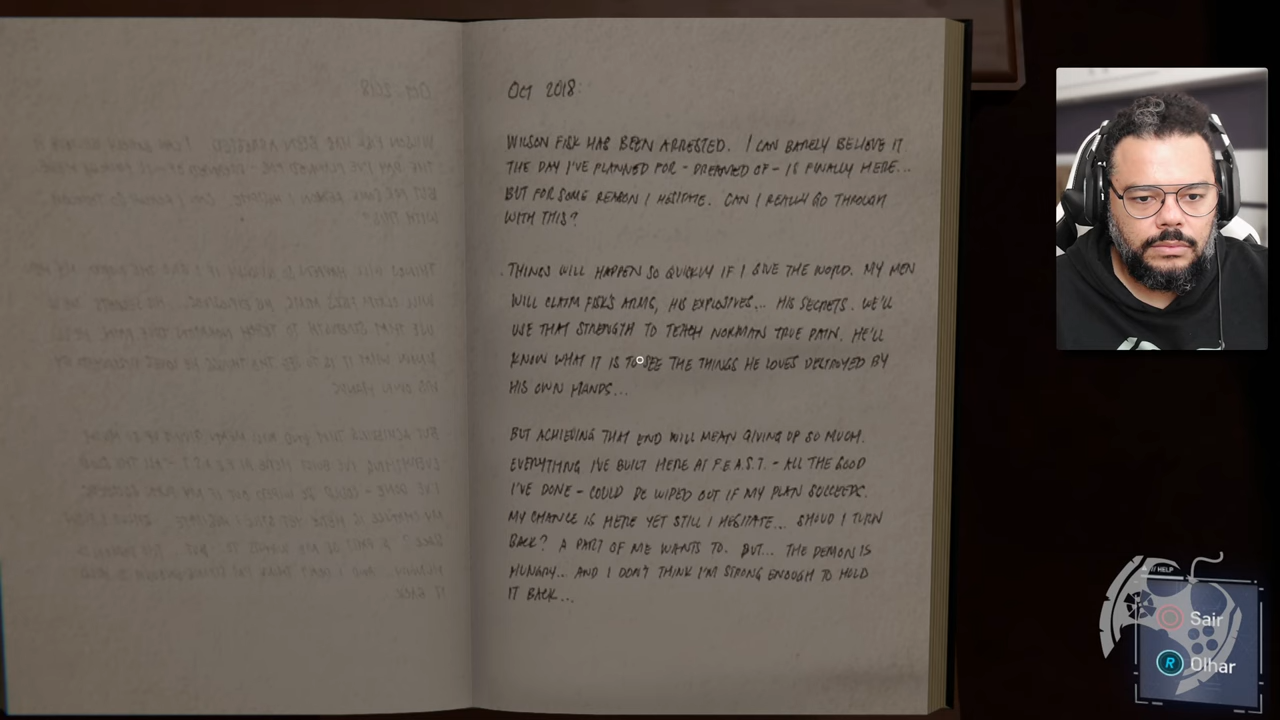 OCT 2018:
WILSON FISK HAS BEEN ARRESTED. I CAN BARELY BELIEVE IT.
THE DAY I'VE PLANNED FOR - DREAMED OF - IS FINALLY HERE...
BUT FOR SOME REASON I HESITATE. CAN I REALLY GO THROUGH
WITH THIS?
THINGS WILL HAPPEN SO QUICKLY IF I GIVE THE WORD. MY MEN
WILL CLAIM FISK'S ARMS, HIS EXPLOSIVES... HIS SECRETS. WE'LL
USE THAT STRENGTH TO TEACH NORMAN TRUE PAIN. HE'LL
KNOW WHAT IT IS TO SEE THE THINGS HE LOVES DESTROYED BY
HIS OWN HANDS...
BUT ACHIEVING THAT END WILL MEAN GIVING UP SO MUCH.
EVERYTHING I'VE BUILT HERE AT F.E.A.S.T. - ALL THE GOOD
I'VE DONE - COULD BE WIPED OUT IF MY PLAN SUCCEEDS.
MY CHANCE IS HERE YET STILL I HESITATE... SHOUD I TURN
BACK? A PART OF ME WANTS TO. BUT... THE DEMON IS
HUNGRY... AND I DON'T THINK I'M STRONG ENOUGH TO HOLD
IT BACK...
HELP
Sair
R Olhar